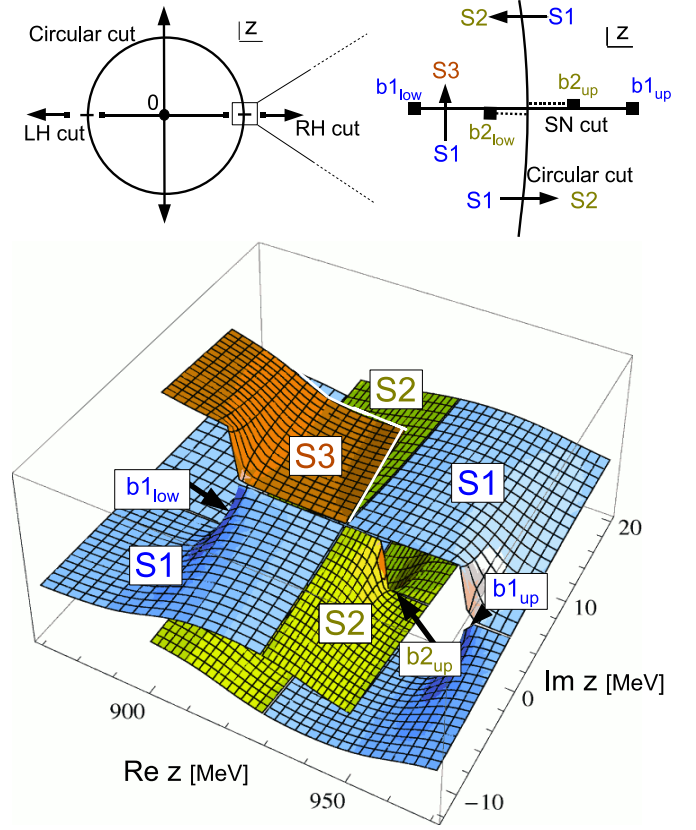 Circular cut
z
0
LH cut
RH cut
S2
S1
z
S3
b1low
b2up
b1up
b2low
SN cut
S1
Circular cut
S1
S2
S2
S3
S1
b1low
S1
S2
b1up
b2up
20
10
0
−10
Im z [MeV]
900
950
Re z [MeV]